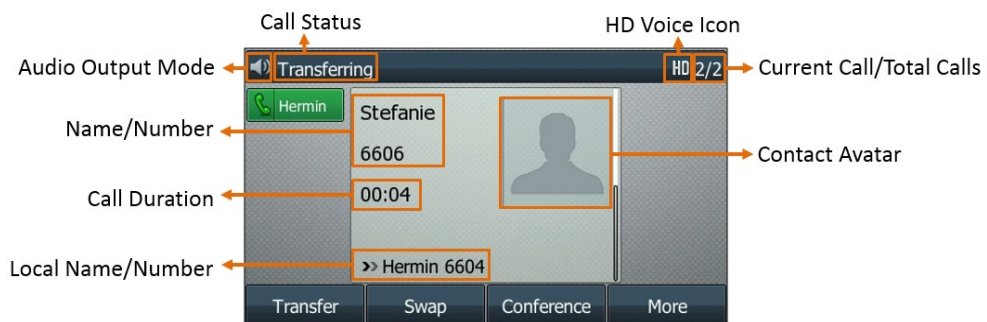 Call Status
HD Voice Icon
Audio Output Mode
Transferring
HD 2/2
Current Call/Total Calls
Hermin
Stefanie
Name/Number
6606
Contact Avatar
Call Duration
00:04
Local Name/Number
›› Hermin 6604
Transfer Swap Conference More